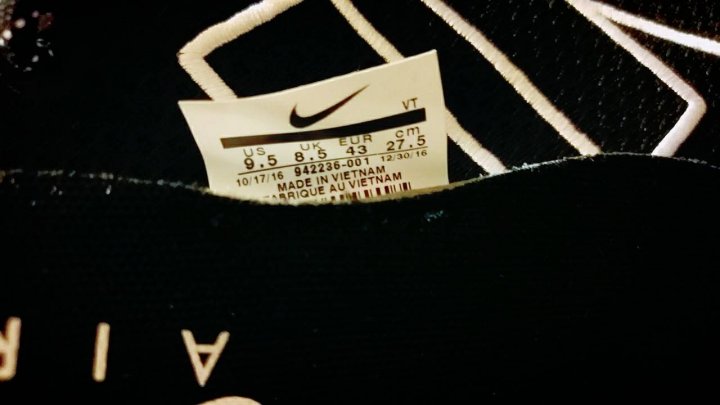 VT
US UK EUR cm
9.5 8.5 43 27.5
10/17/16 942236-001 12/30/16
MADE IN VIETNAM
FABRIQUE AU VIETNAM
AIR